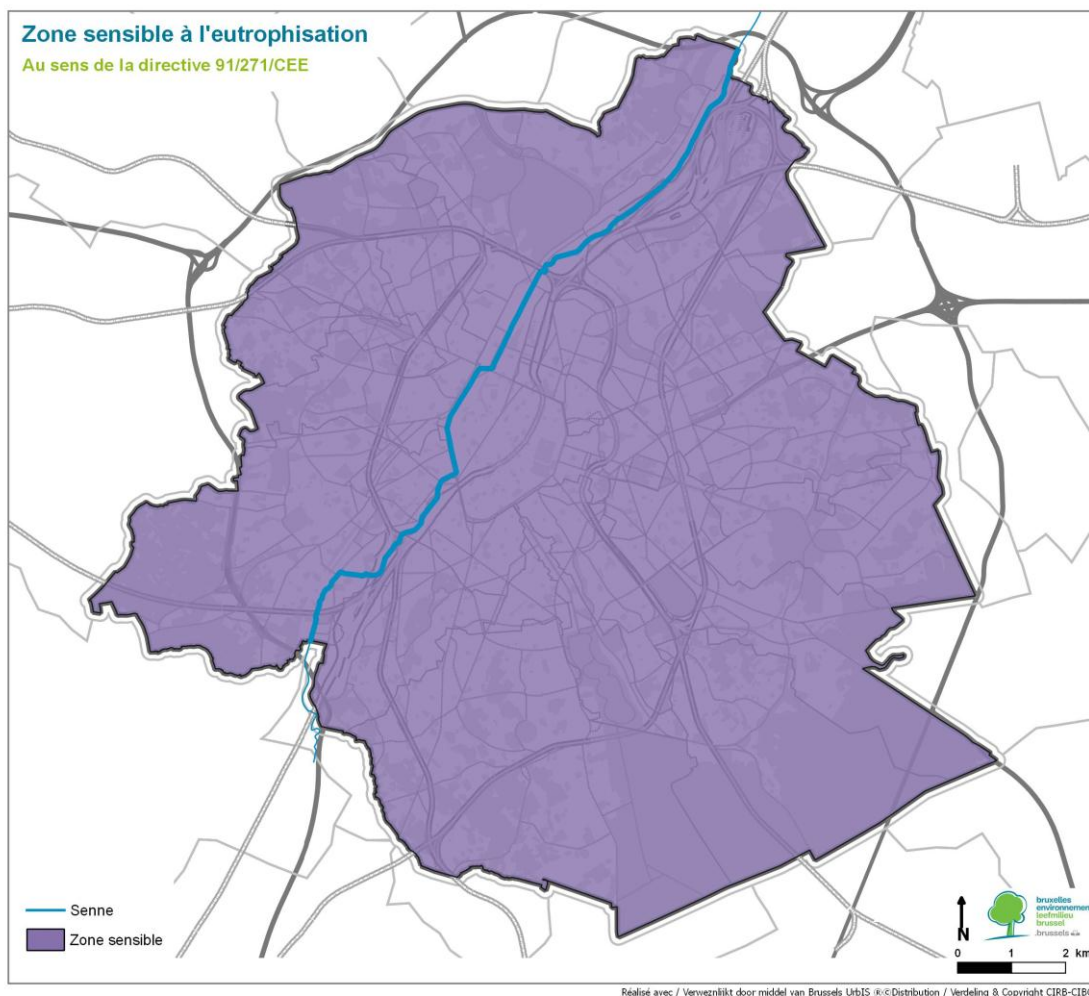 Zone sensible à l'eutrophisation
Au sens de la directive 91/271/CEE
Senne
Zone sensible
N
bruxelles
environnement
leefmilieu
brussel
.brussels
0 1 2 km
Réalisé avec / Verweznlijkt door middel van Brussels UrbIS ®©Distribution / Verdeling & Copyright CIRB-CIBG